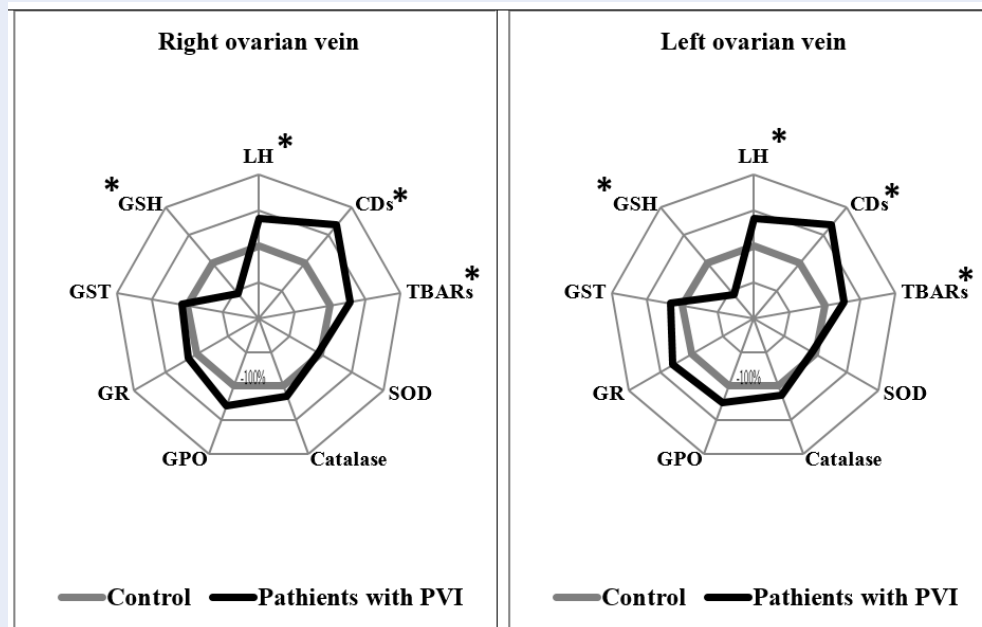 Right ovarian vein
LH *
* GSH
CDs*
GST
TBARs*
-100%
GR
SOD
GPO
Catalase
Control
Pathients with PVI
Left ovarian vein
LH *
* GSH
CDs*
GST
TBARs*
-100%
GR
SOD
GPO
Catalase
Control
Pathients with PVI